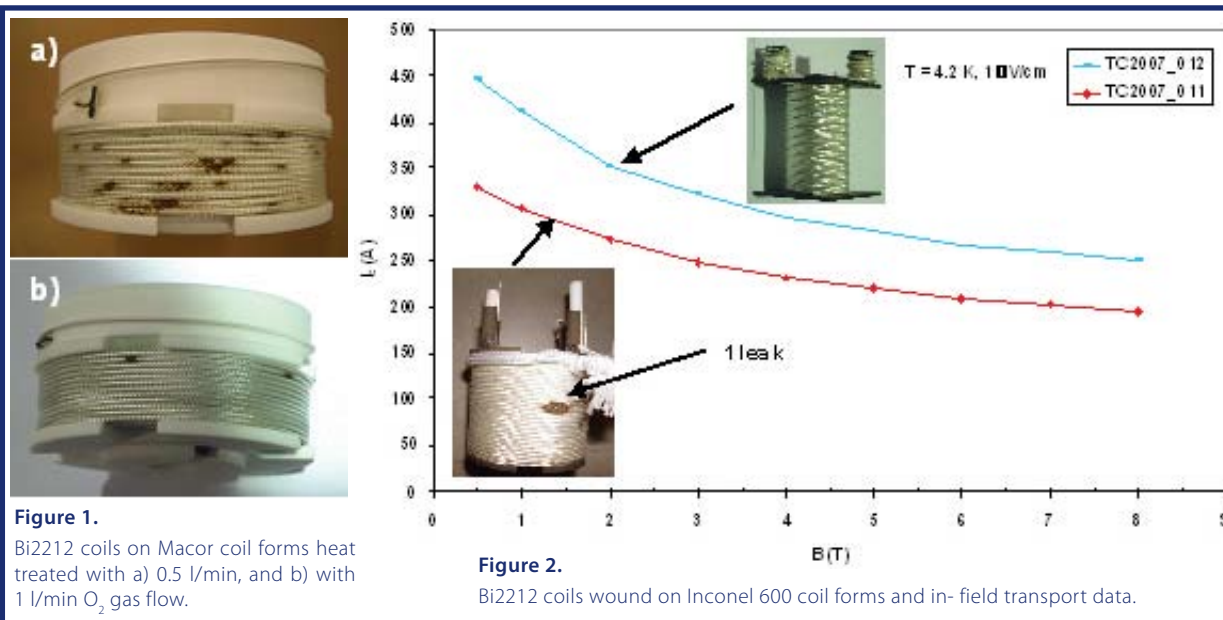 a)
b)
Figure 1.
Bi2212 coils on Macor coil forms heat
treated with a) 0.5 l/min, and b) with
1 l/min O2 gas flow.
500
450
400
350
300
250
200
150
100
50
0
Ic (A)
T = 4.2 K,
TC2007_012
TC2007_011
1 leak
0 1 2 3 4 5 6 7 8 9
B(T)
Figure 2.
Bi2212 coils wound on Inconel 600 coil forms and in- field transport data.